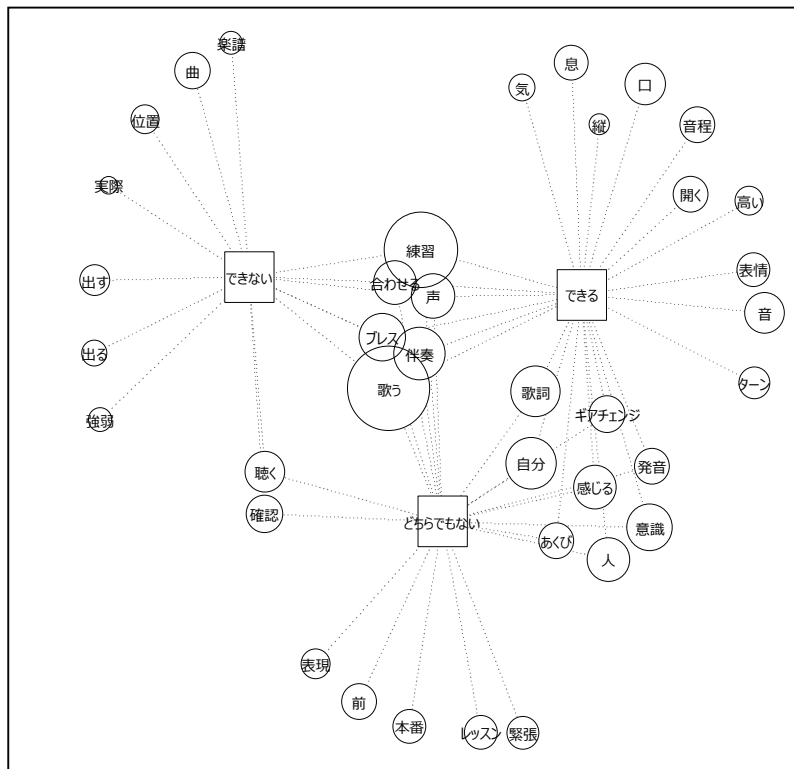 楽譜
曲
位置
実際
出す
出る
強弱
できない
気
息
口
縦
音程
開く
高い
表情
音
ターン
できる
練習
合わせる
声
ブレス
伴奏
歌う
歌詞
ギアチェンジ
自分
発音
感じる
意識
あくび
人
聴く
確認
どちらでもない
表現
前
本番
レッスン
緊張